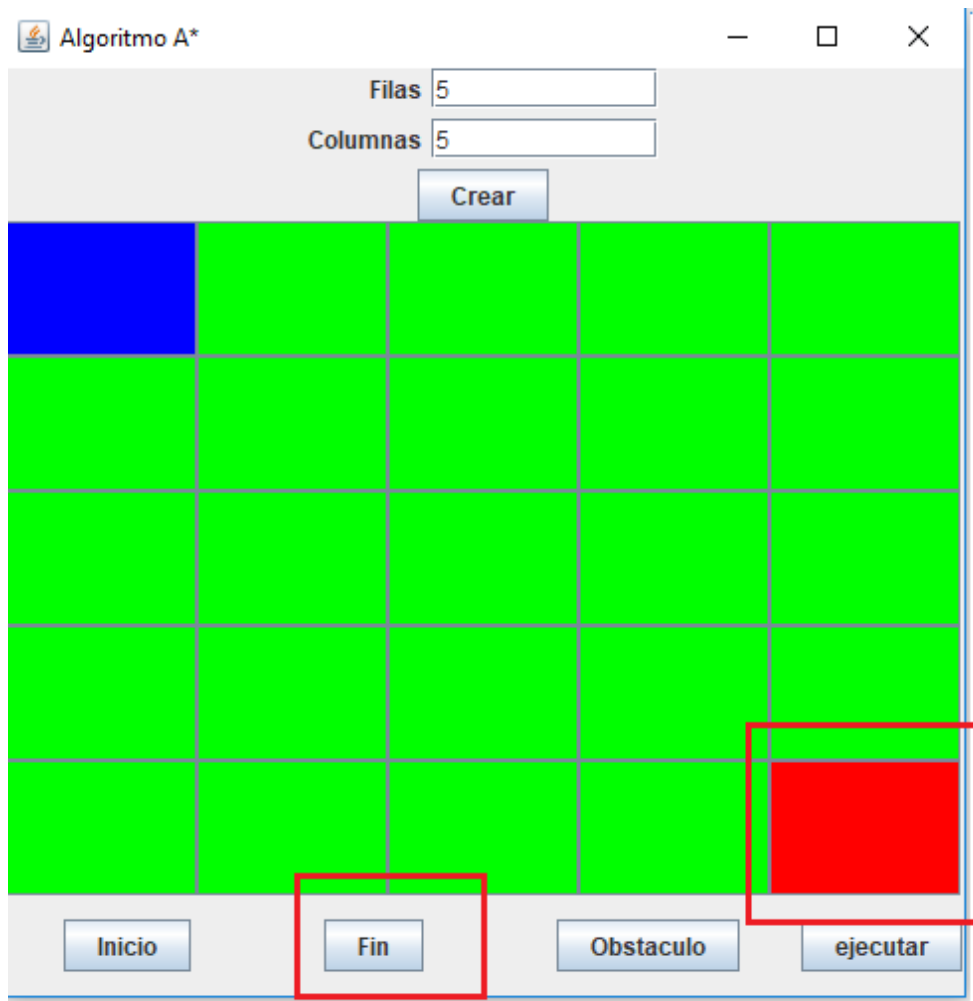 Algoritmo A*
Filas 5
Columnas 5
Crear
Inicio Fin Obstaculo ejecutar